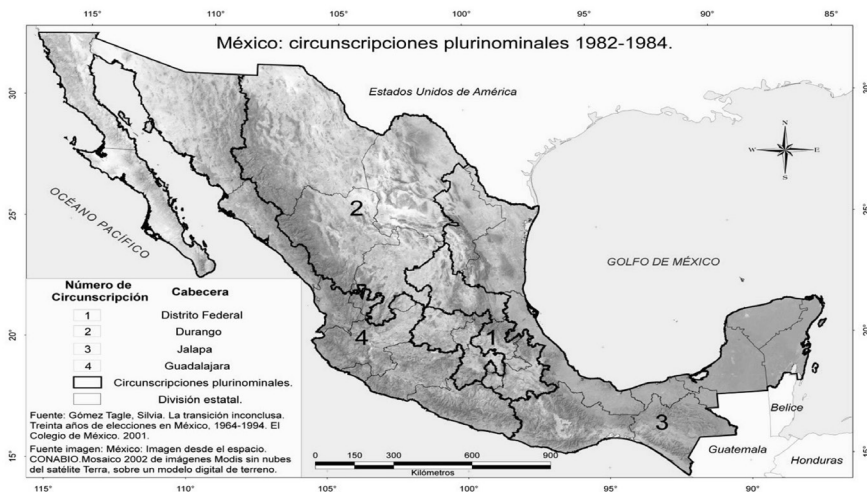 115° 110° 105° 100° 95° 90° 85°
México: circunscripciones plurinominales 1982-1984.
Estados Unidos de América
30° 30°
N
W E
S
25° 25°
2
OCÉANO PACÍFICO
GOLFO DE MÉXICO
Número de Circunscripción Cabecera
1 Distrito Federal
2 Durango
3 Jalapa
4 Guadalajara
Circunscripciones plurinominales.
División estatal.
20° 20°
1
4
3
Belice
Guatemala
Honduras
Fuente: Gómez Tagle, Silvia. La transición inconclusa.
Treinta años de elecciones en México, 1964-1994. El
Colegio de México. 2001.
Fuente imagen: México: Imagen desde el espacio.
CONABIO.Mosaico 2002 de imágenes Modis sin nubes
del satélite Terra, sobre un modelo digital de terreno.
0 150 300 600 900
Kilómetros
15° 15°
115° 110° 105° 100° 95° 90°